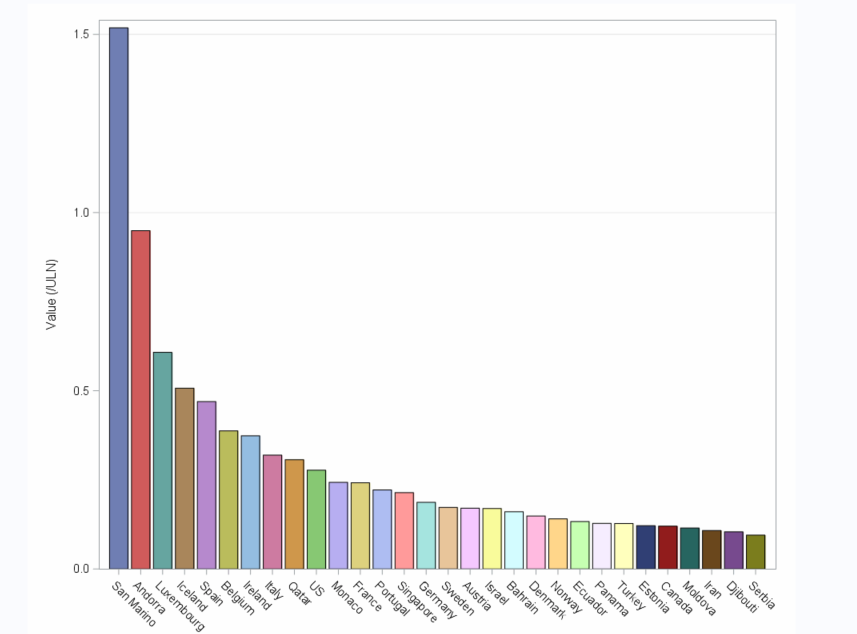 1.5
1.0
0.5
0.0
Value (/ULN)
San Marino
Andorra
Luxembourg
Iceland
Spain
Belgium
Ireland
Italy
Qatar
US
Monaco
France
Portugal
Singapore
Germany
Sweden
Austria
Israel
Bahrain
Denmark
Norway
Ecuador
Panama
Turkey
Estonia
Canada
Moldova
Iran
Djibouti
Serbia